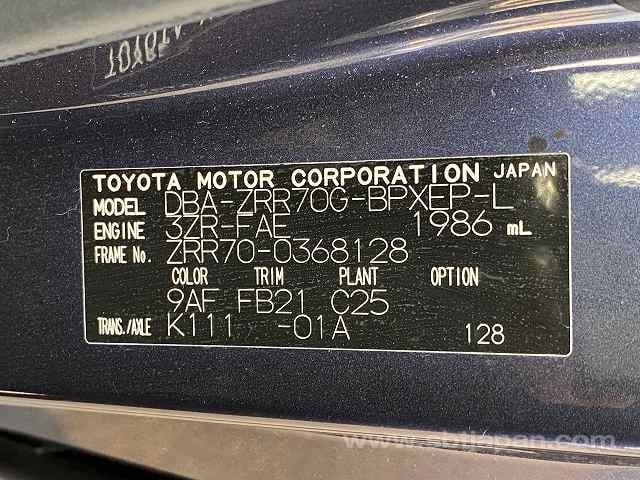 TOYOTA MOTOR CORPORATION JAPAN
MODEL DBA-ZRR70G-BPXEP-L
ENGINE 3ZR-FAE 1986 mL
FRAME No. ZRR70-0368128
COLOR TRIM PLANT OPTION
9AF FB21 C25
TRANS./AXLE K111 -01A 128
www.sbtjapan.com